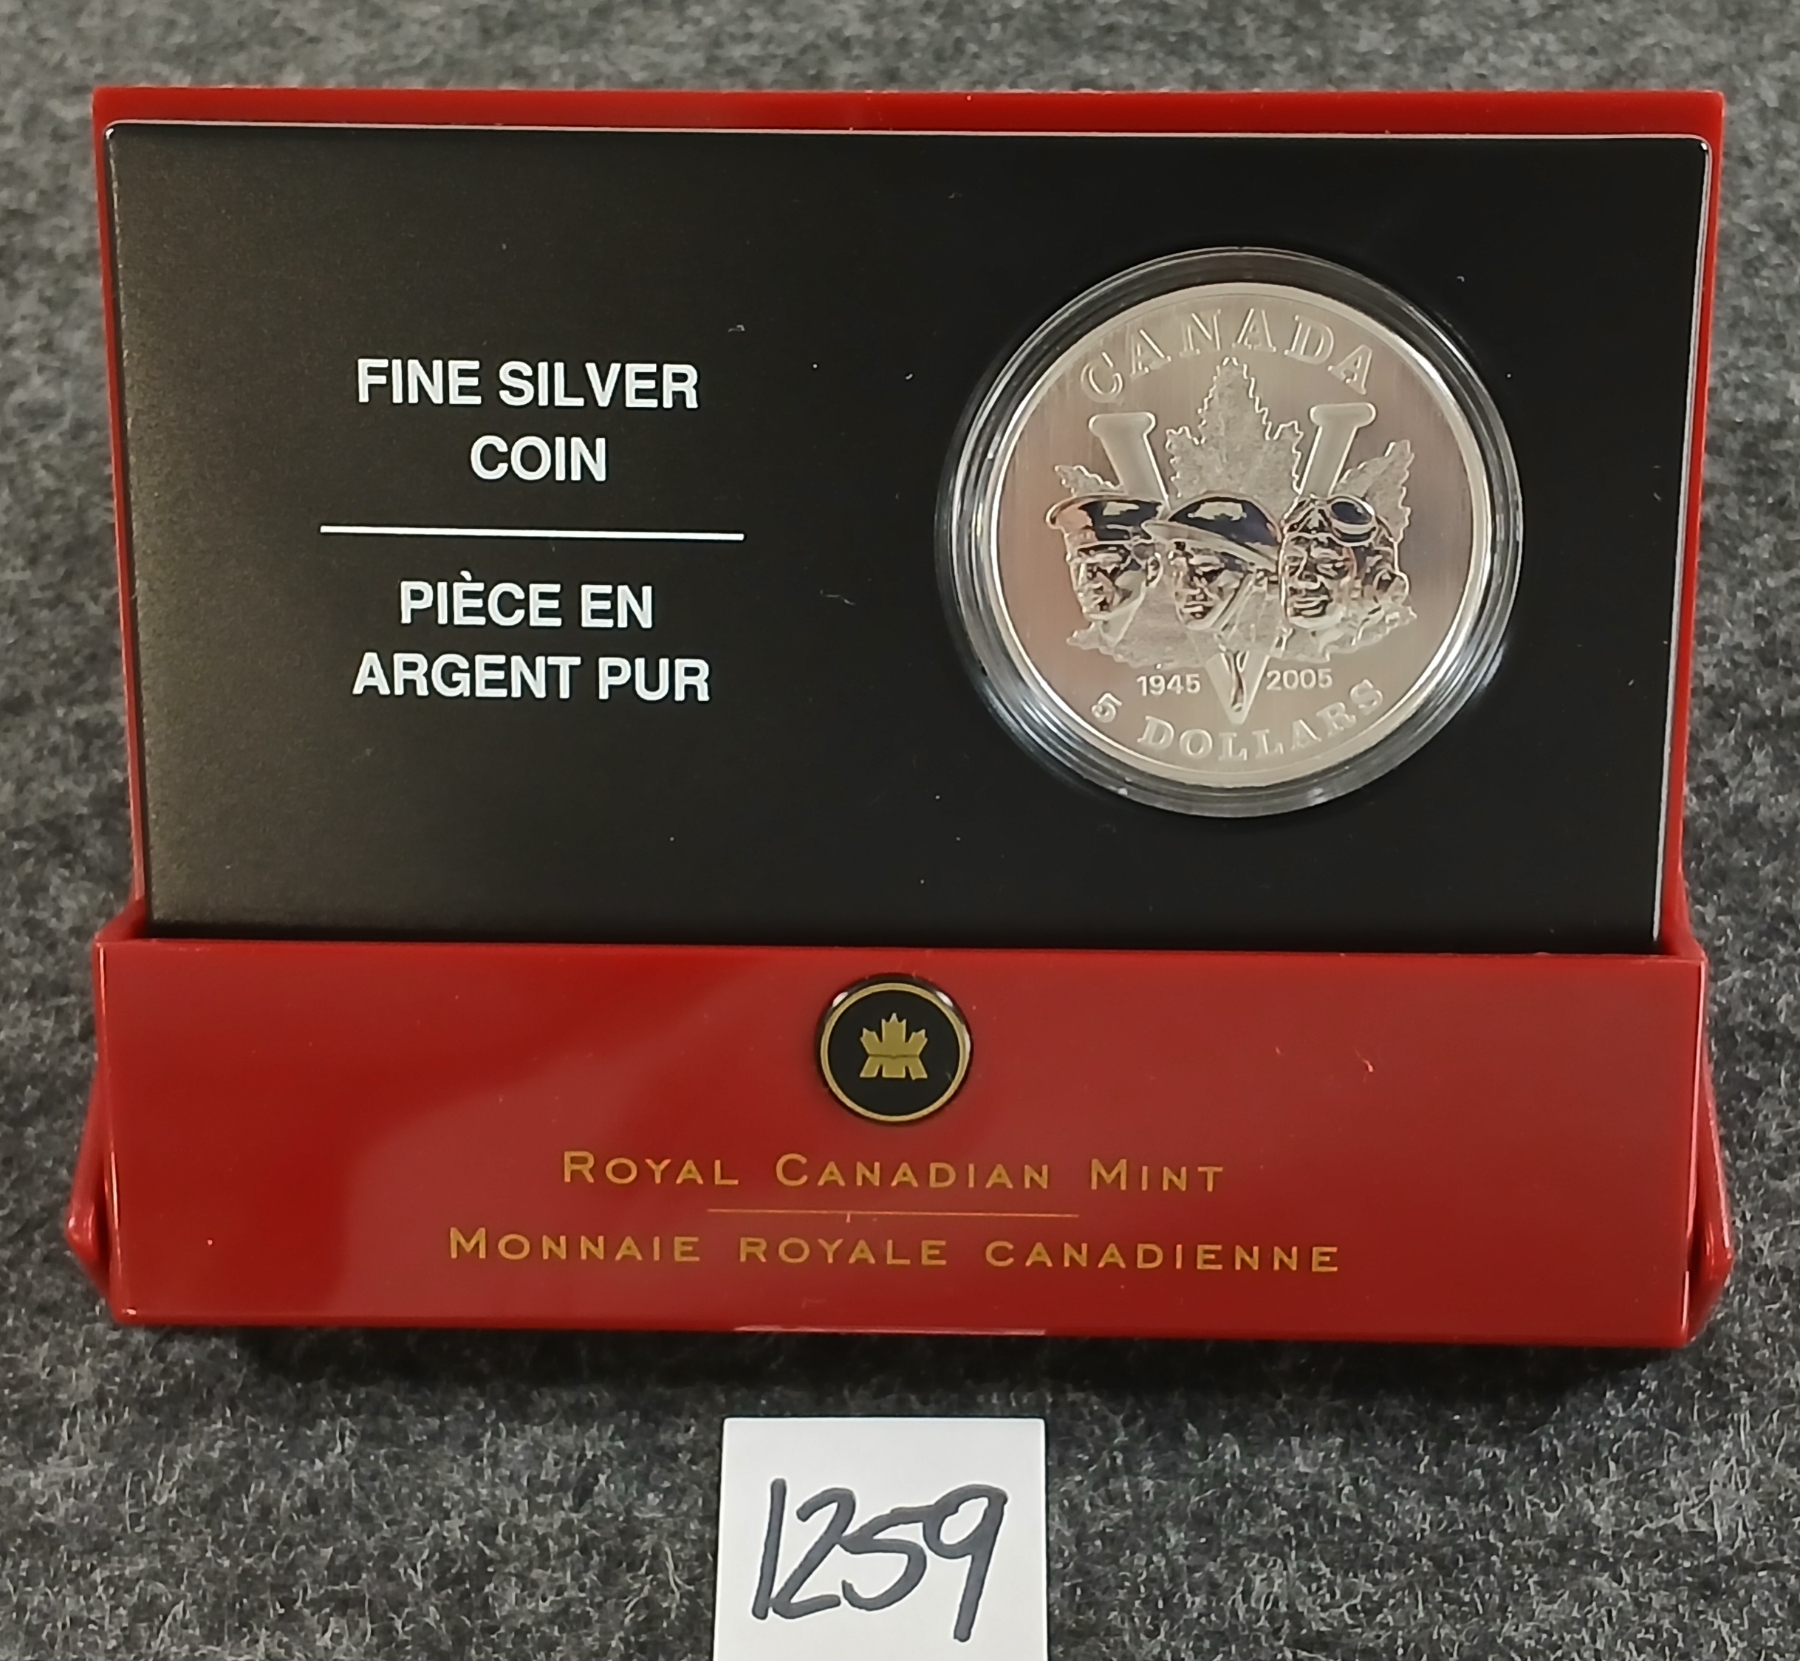 FINE SILVER
COIN
PIÈCE EN
ARGENT PUR
CANADA
1945 2005
5 DOLLARS
ROYAL CANADIAN MINT
MONNAIE ROYALE CANADIENNE
1259